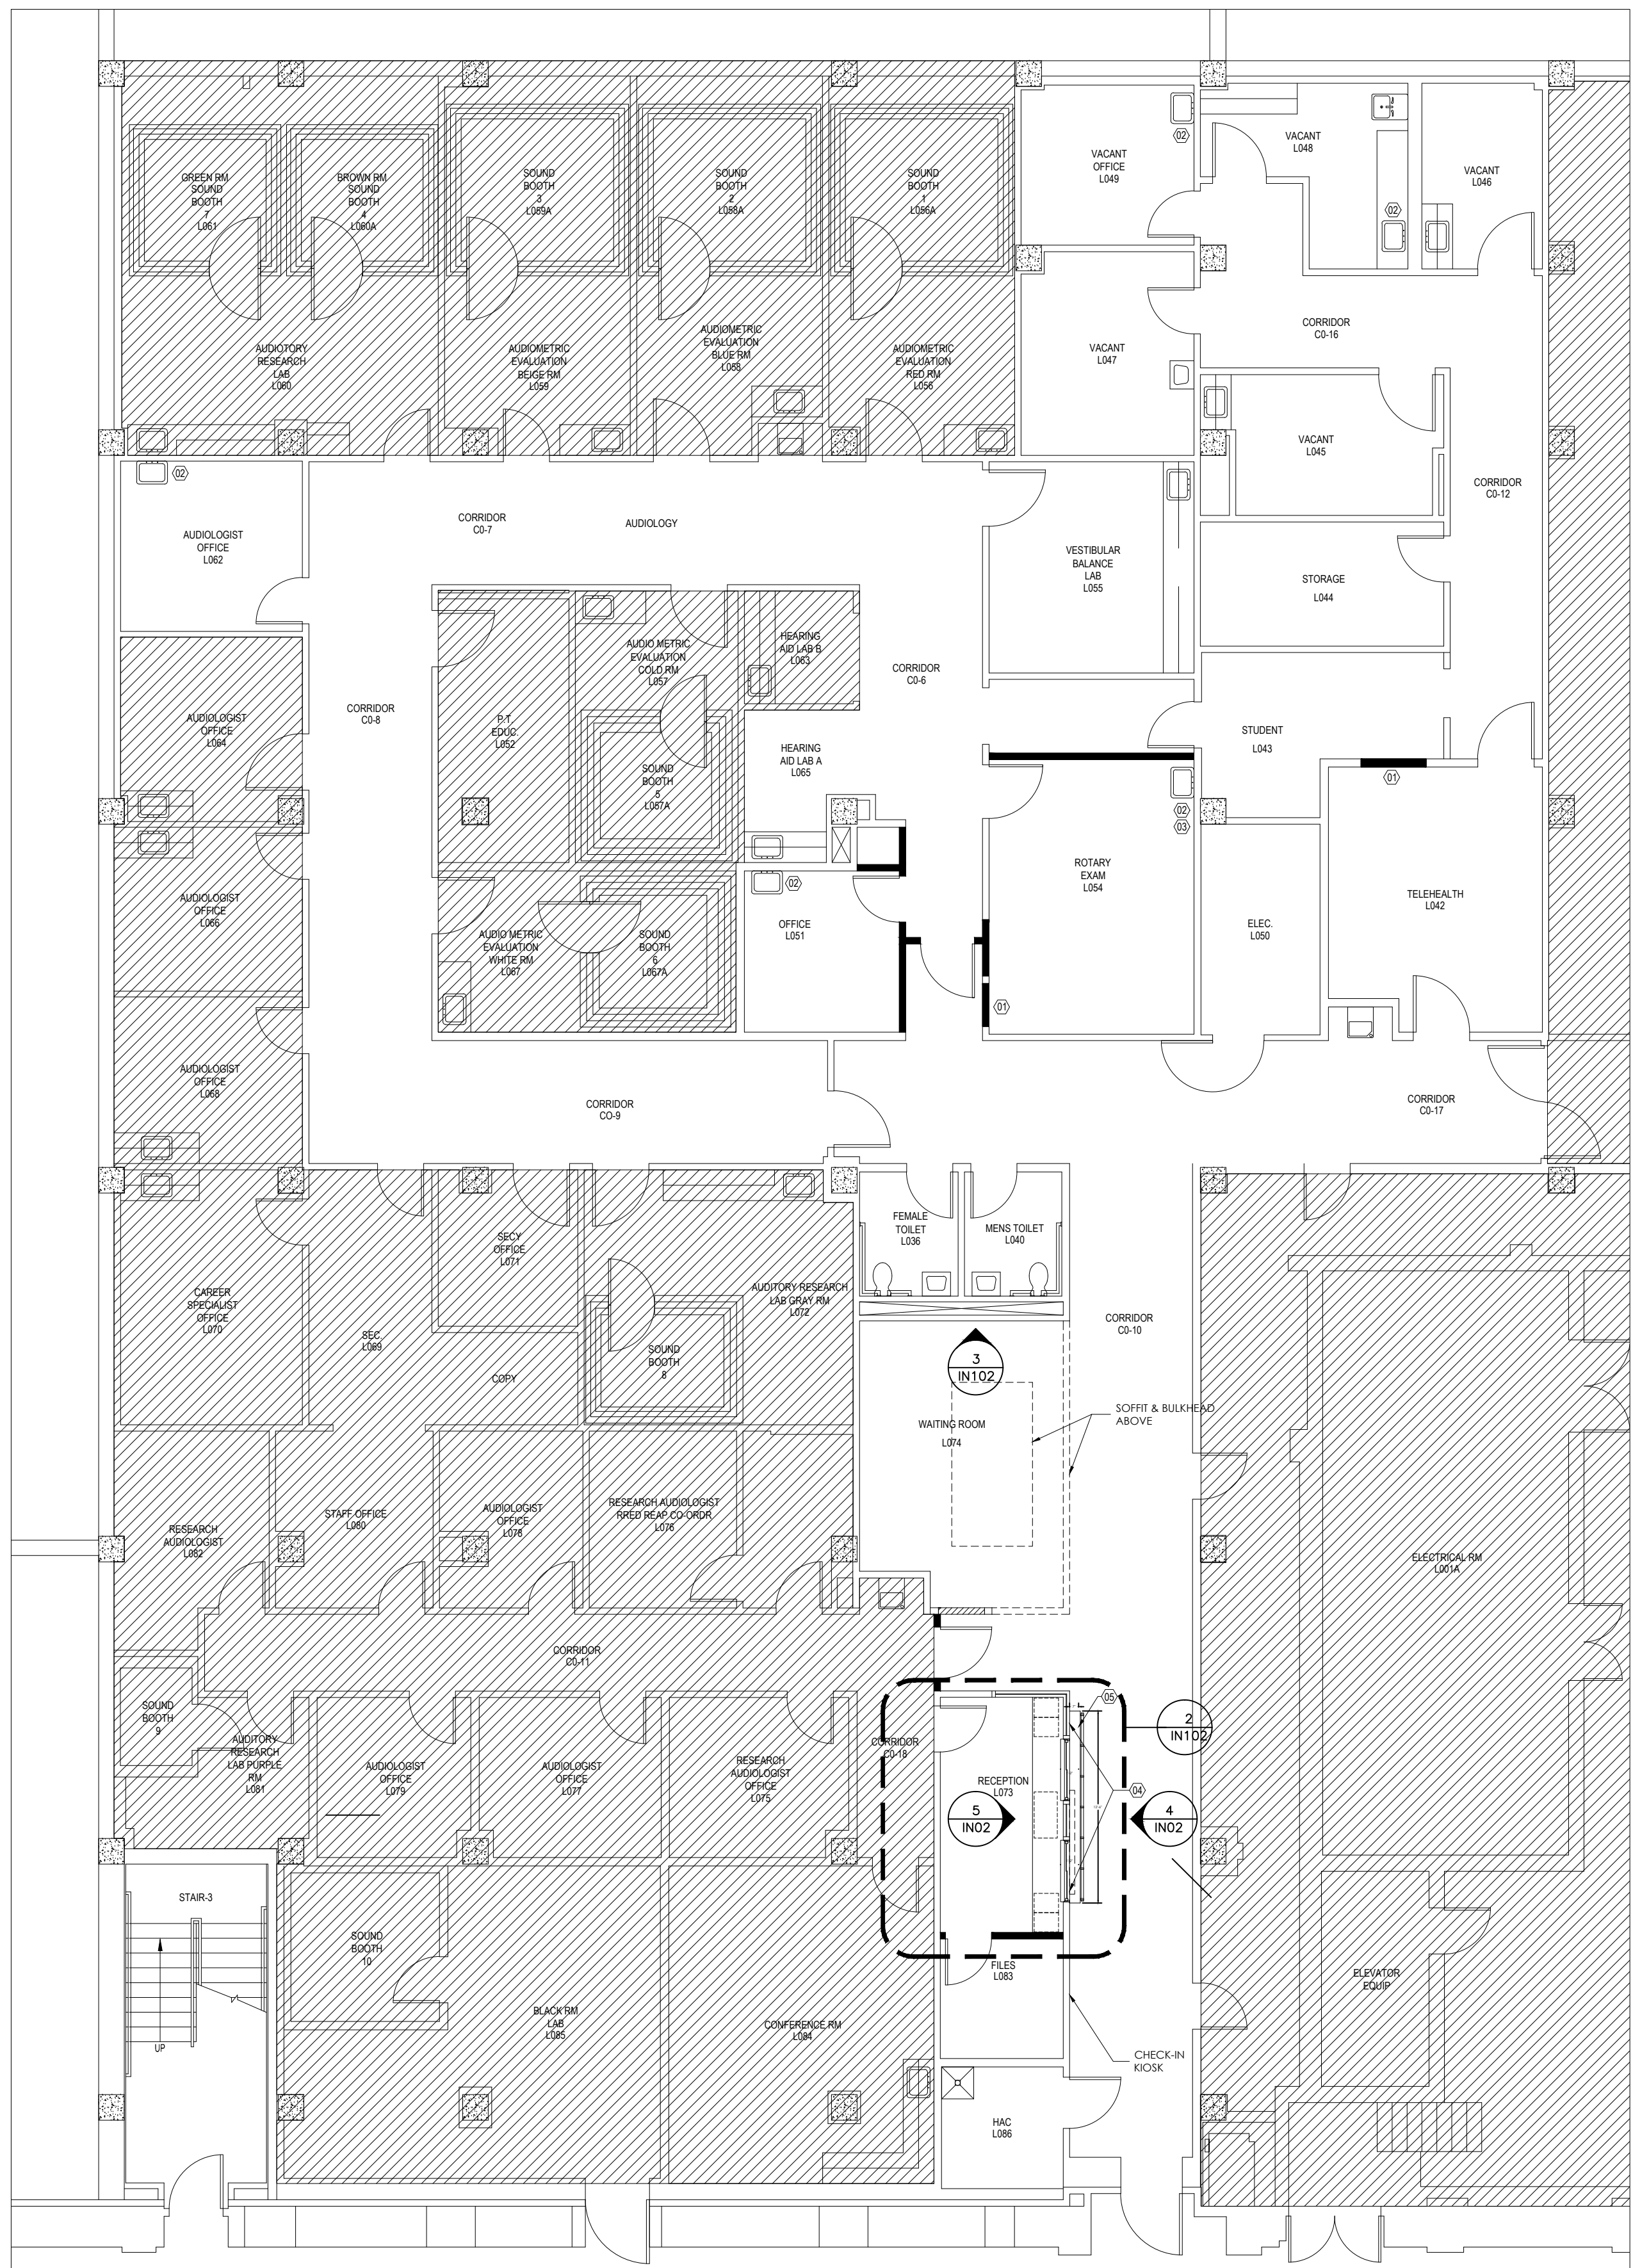 GREEN RM
SOUND
BOOTH
7
L061
BROWN RM
SOUND
BOOTH
4
L060A
SOUND
BOOTH
3
L059A
SOUND
BOOTH
2
L058A
SOUND
BOOTH
1
L056A
VACANT
OFFICE
L049
02
VACANT
L048
02
VACANT
L046
AUDIOTORY
RESEARCH
LAB
L060
AUDIOMETRIC
EVALUATION
BEIGE RM
L059
AUDIOMETRIC
EVALUATION
BLUE RM
L058
AUDIOMETRIC
EVALUATION
RED RM
L056
VACANT
L047
CORRIDOR
C0-16
VACANT
L045
CORRIDOR
C0-12
02
AUDIOLOGIST
OFFICE
L062
CORRIDOR
C0-7
AUDIOLOGY
VESTIBULAR
BALANCE
LAB
L055
STORAGE
L044
AUDIOLOGIST
OFFICE
L064
CORRIDOR
C0-8
P.T.
EDUC.
L052
AUDIO METRIC
EVALUATION
COLD RM
L057
HEARING
AID LAB B
L063
CORRIDOR
C0-6
SOUND
BOOTH
5
L057A
HEARING
AID LAB A
L065
STUDENT
L043
01
02
03
AUDIOLOGIST
OFFICE
L066
AUDIO METRIC
EVALUATION
WHITE RM
L067
SOUND
BOOTH
6
L067A
02
OFFICE
L051
ROTARY
EXAM
L054
ELEC.
L050
TELEHEALTH
L042
01
AUDIOLOGIST
OFFICE
L068
CORRIDOR
CO-9
CORRIDOR
C0-17
CAREER
SPECIALIST
OFFICE
L070
SEC.
L069
SECY
OFFICE
L071
COPY
AUDITORY RESEARCH
LAB GRAY RM
L072
SOUND
BOOTH
8
FEMALE
TOILET
L036
MENS TOILET
L040
CORRIDOR
C0-10
3
IN102
WAITING ROOM
L074
SOFFIT & BULKHEAD
ABOVE
RESEARCH
AUDIOLOGIST
L082
STAFF OFFICE
L080
AUDIOLOGIST
OFFICE
L078
RESEARCH AUDIOLOGIST
RRED REAP CO-ORDR
L076
ELECTRICAL RM
L001A
CORRIDOR
C0-11
SOUND
BOOTH
9
AUDITORY
RESEARCH
LAB PURPLE
RM
L081
AUDIOLOGIST
OFFICE
L079
AUDIOLOGIST
OFFICE
L077
RESEARCH
AUDIOLOGIST
OFFICE
L075
CORRIDOR
C0-18
RECEPTION
L073
05
04
2
IN102
5
IN02
4
IN02
STAIR-3
UP
SOUND
BOOTH
10
BLACK RM
LAB
L085
CONFERENCE RM
L084
FILES
L083
ELEVATOR
EQUIP
CHECK-IN
KIOSK
HAC
L086